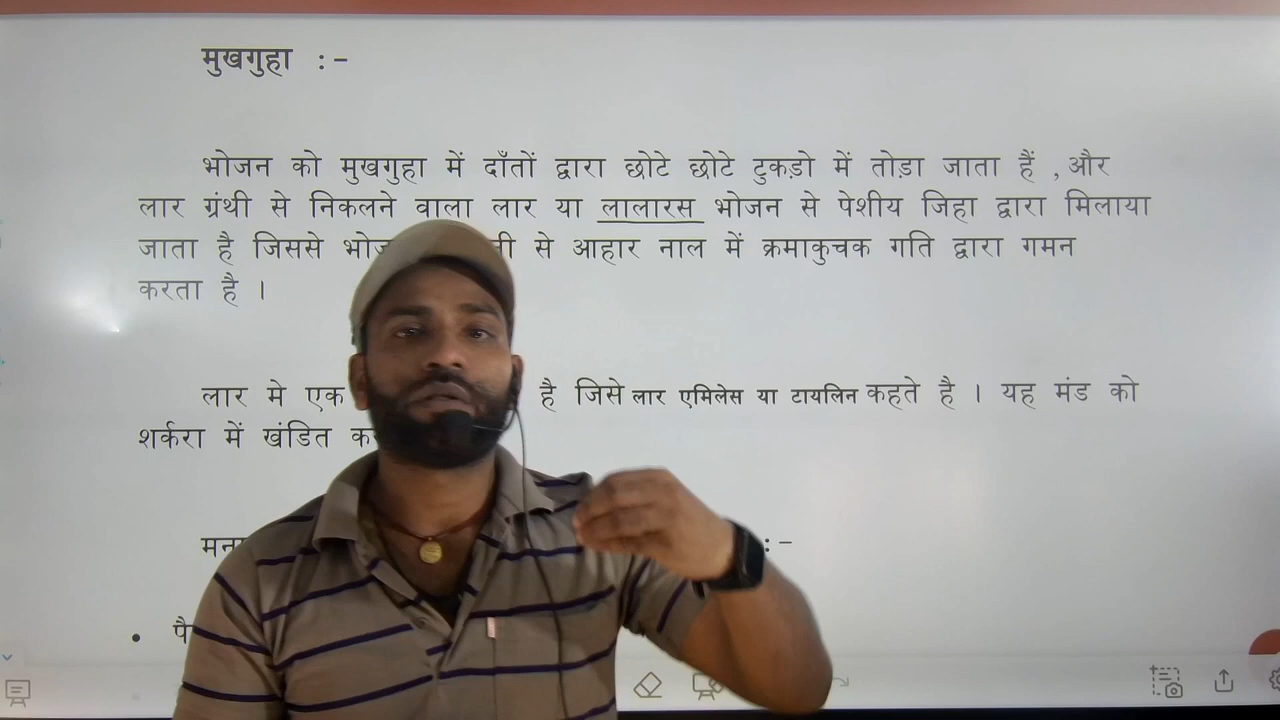 मुखगुहा :-
भोजन को मुखगुहा में दाँतों द्वारा छोटे छोटे टुकड़ो में तोड़ा जाता हैं , और
लार ग्रंथी से निकलने वाला लार या लालारस भोजन से पेशीय जिहा द्वारा मिलाया
जाता है जिससे से आहार नाल में क्रमाकुचक गति द्वारा गमन
करता है ।
लार मे एक है जिसे लार एमिलेस या टायलिन कहते है । यह मंड को
शर्करा में खंडित
:-